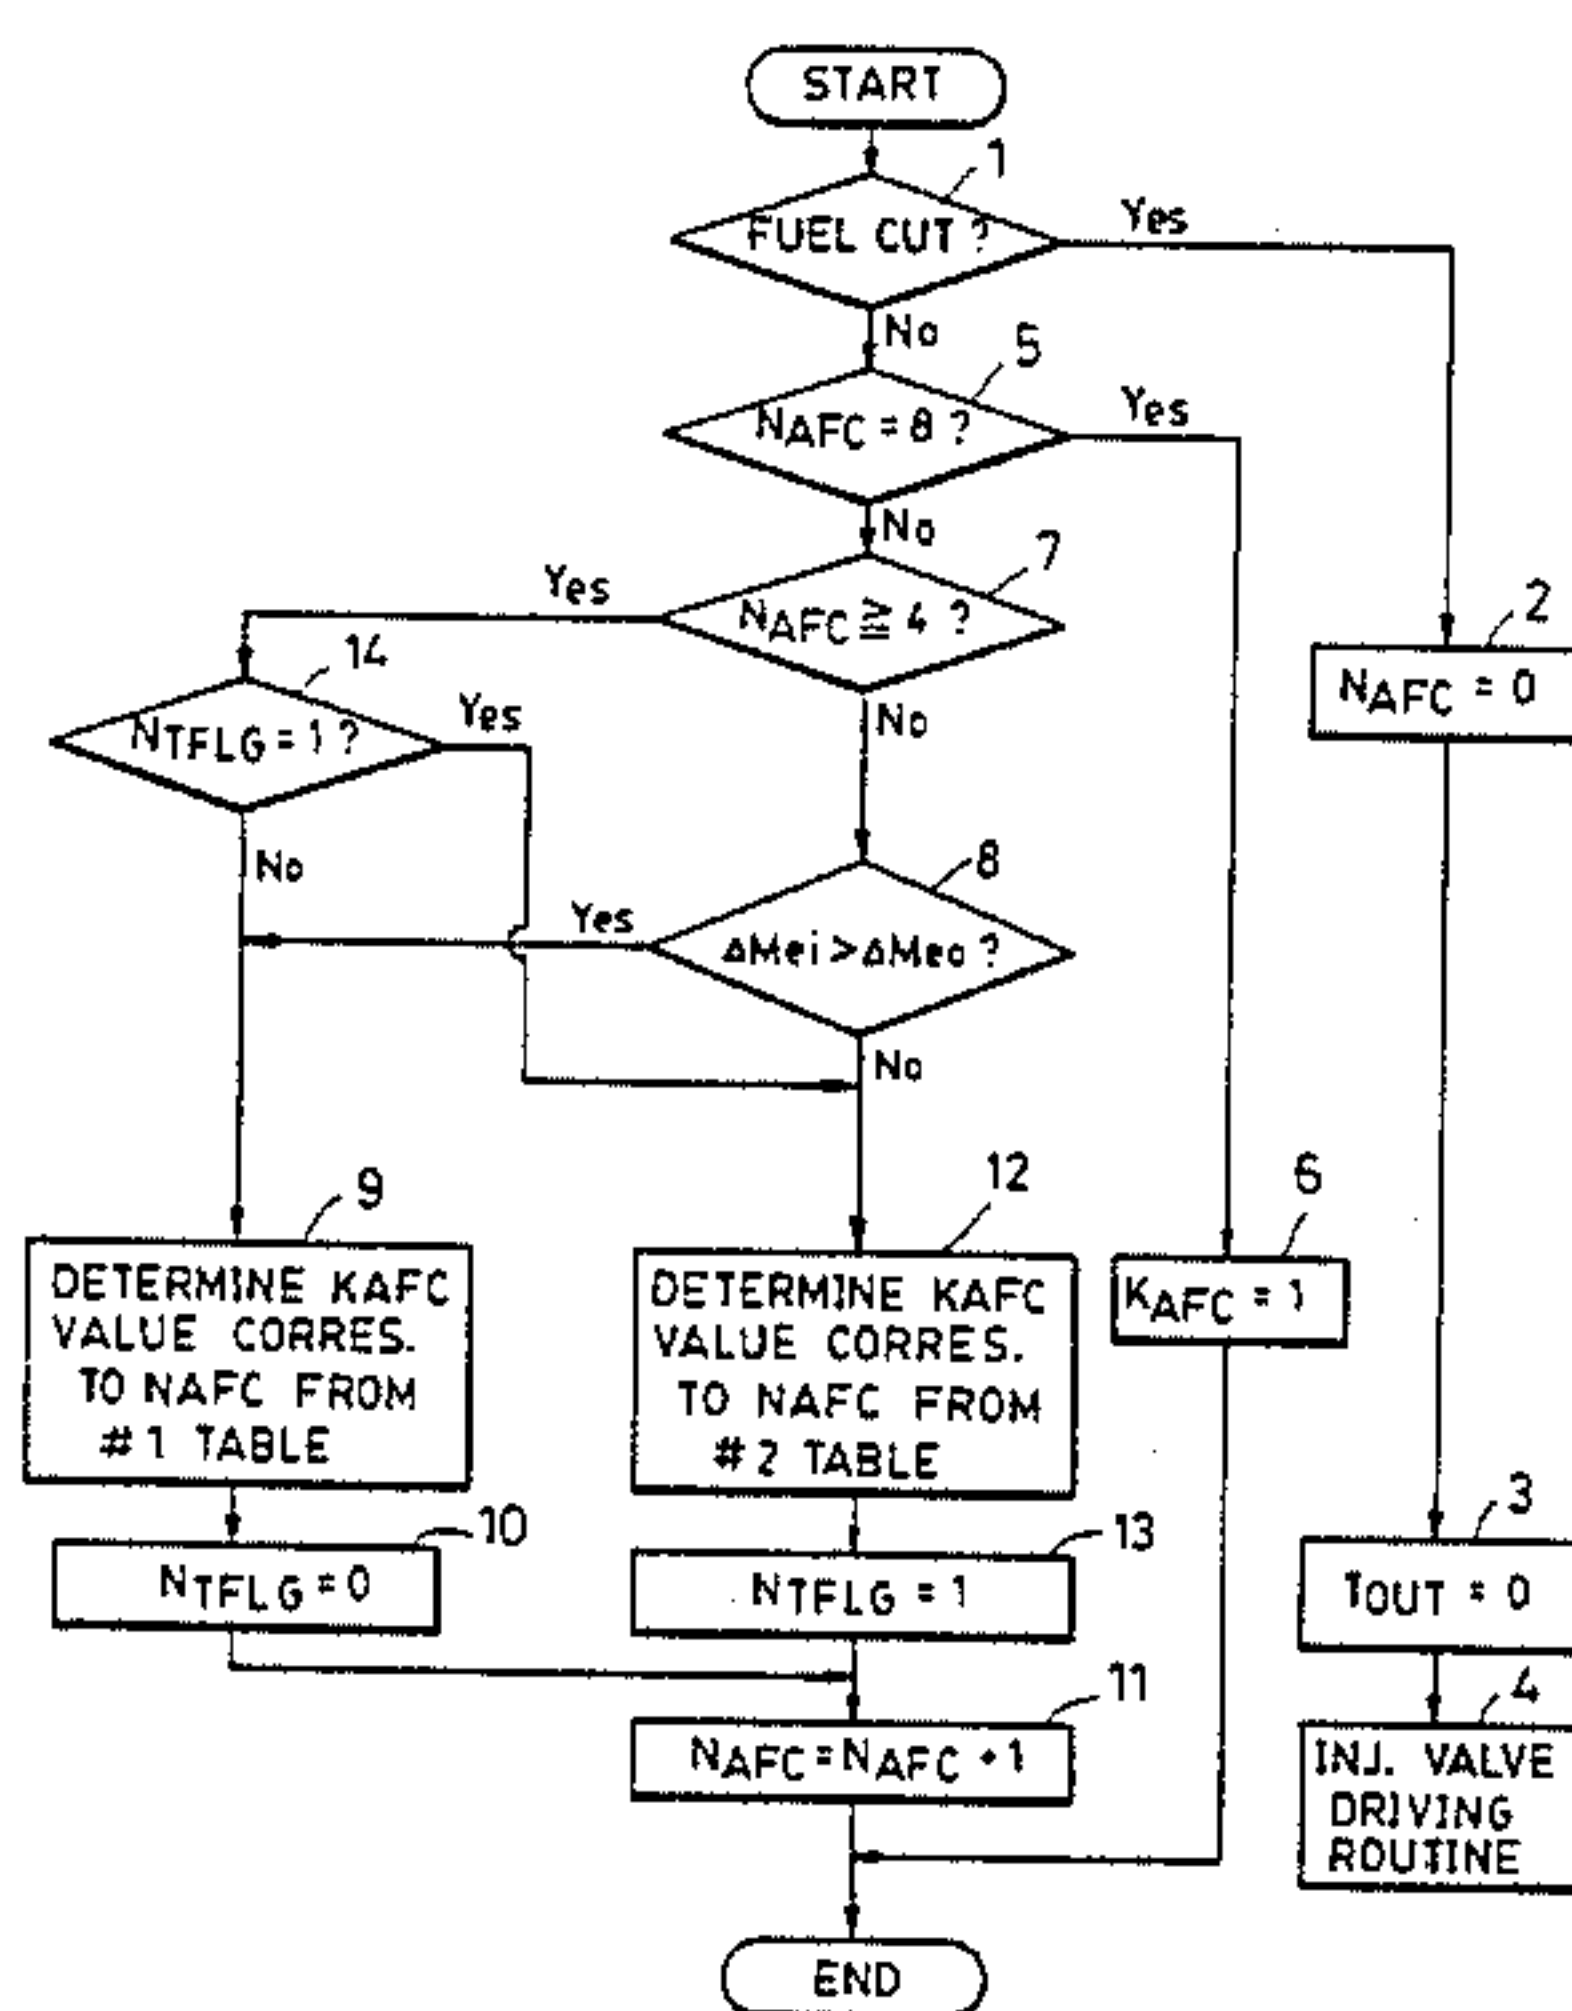 START
1
FUEL CUT ?
Yes
No
5
NAFC = 8 ?
Yes
No
7
NAFC ≧ 4 ?
Yes
No
2
NAFC = 0
14
NTFLG = 1 ?
Yes
No
8
ΔMei > ΔMeo ?
Yes
No
9
DETERMINE KAFC
VALUE CORRES.
TO NAFC FROM
#1 TABLE
12
DETERMINE KAFC
VALUE CORRES.
TO NAFC FROM
#2 TABLE
6
KAFC = 1
10
NTFLG = 0
13
NTFLG = 1
3
TOUT = 0
11
NAFC = NAFC + 1
4
INJ. VALVE
DRIVING
ROUTINE
END